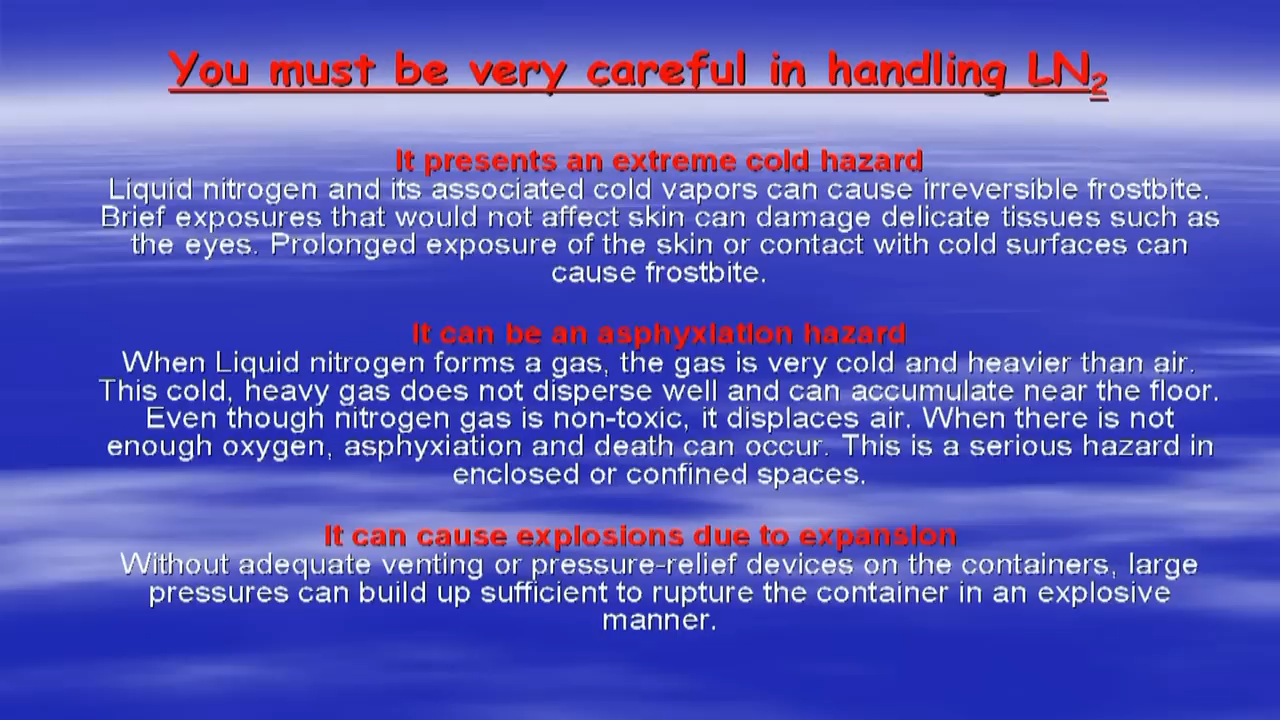 You must be very careful in handling LN₂
It presents an extreme cold hazard
Liquid nitrogen and its associated cold vapors can cause irreversible frostbite.
Brief exposures that would not affect skin can damage delicate tissues such as
the eyes. Prolonged exposure of the skin or contact with cold surfaces can
cause frostbite.
It can be an asphyxiation hazard
When Liquid nitrogen forms a gas, the gas is very cold and heavier than air.
This cold, heavy gas does not disperse well and can accumulate near the floor.
Even though nitrogen gas is non-toxic, it displaces air. When there is not
enough oxygen, asphyxiation and death can occur. This is a serious hazard in
enclosed or confined spaces.
It can cause explosions due to expansion
Without adequate venting or pressure-relief devices on the containers, large
pressures can build up sufficient to rupture the container in an explosive
manner.